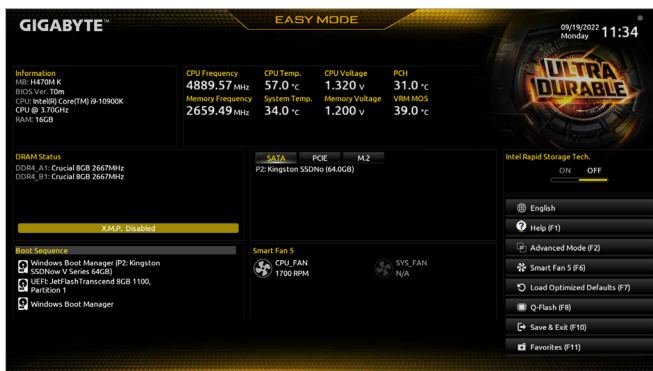 GIGABYTE™
EASY MODE
09/19/2022
Monday
11:34
Information
MB: H470M K
BIOS Ver. T0m
CPU: Intel(R) Core(TM) i9-10900K
CPU @ 3.70GHz
RAM: 16GB
CPU Frequency
4889.57 MHz
CPU Temp.
57.0 °C
CPU Voltage
1.320 V
PCH
31.0 °C
Memory Frequency
2659.49 MHz
System Temp.
34.0 °C
Memory Voltage
1.200 V
VRM MOS
39.0 °C
ULTRA
DURABLE
DRAM Status
DDR4_A1: Crucial 8GB 2667MHz
DDR4_B1: Crucial 8GB 2667MHz
X.M.P. Disabled
SATA PCIE M.2
P2: Kingston SSDNo (64.0GB)
Intel Rapid Storage Tech.
ON OFF
Boot Sequence
Windows Boot Manager (P2: Kingston
SSDNow V Series 64GB)
UEFI: JetFlashTranscend 8GB 1100,
Partition 1
Windows Boot Manager
Smart Fan 5
CPU_FAN
1700 RPM
SYS_FAN
N/A
English
Help (F1)
Advanced Mode (F2)
Smart Fan 5 (F6)
Load Optimized Defaults (F7)
Q-Flash (F8)
Save & Exit (F10)
Favorites (F11)